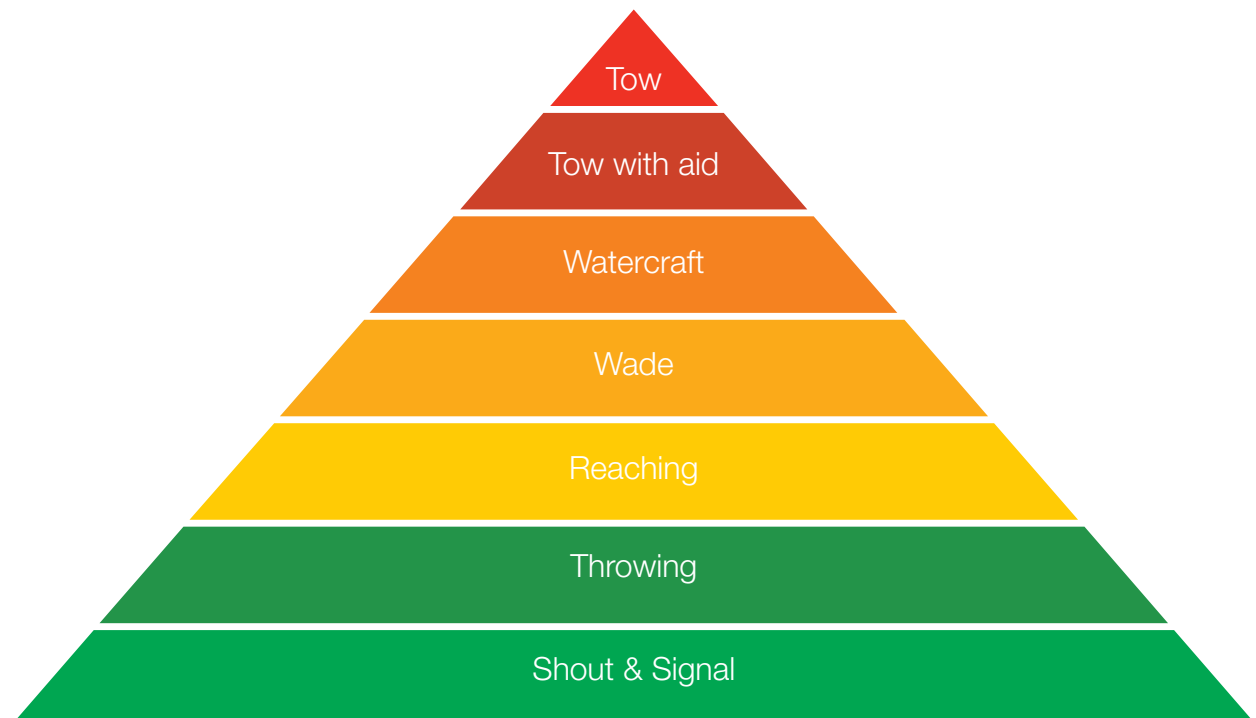 Tow
Tow with aid
Watercraft
Wade
Reaching
Throwing
Shout & Signal